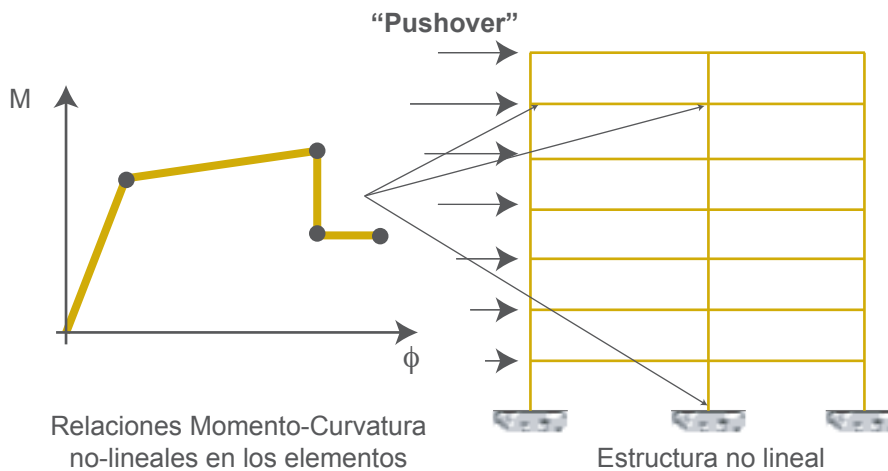 “Pushover”
M
ϕ
Relaciones Momento-Curvatura
no-lineales en los elementos
Estructura no lineal